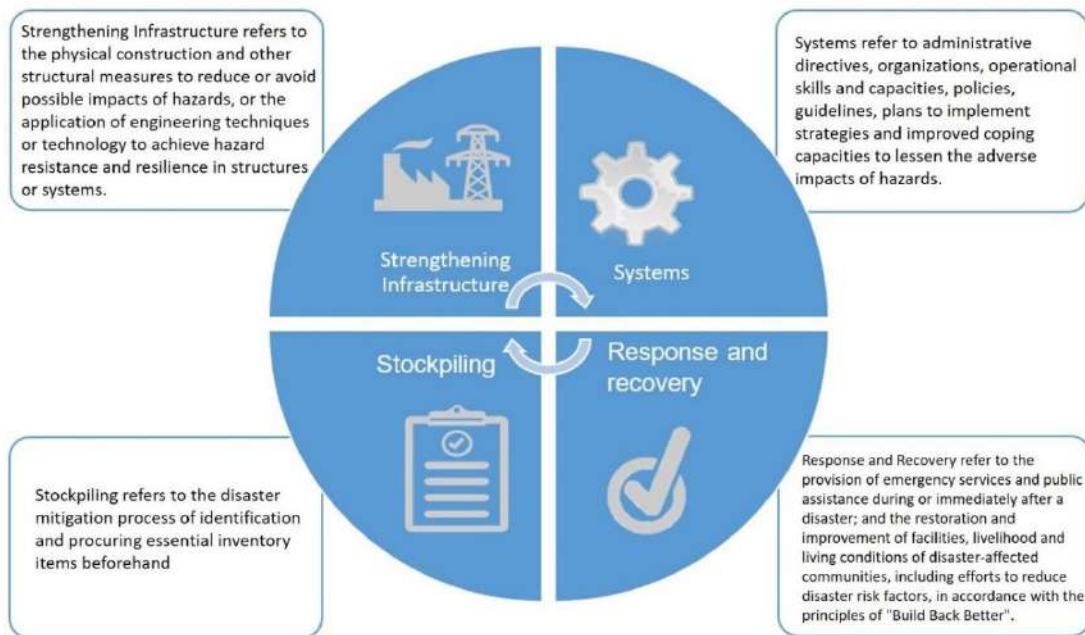 Strengthening Infrastructure refers to
the physical construction and other
structural measures to reduce or avoid
possible impacts of hazards, or the
application of engineering techniques
or technology to achieve hazard
resistance and resilience in structures
or systems.
Systems refer to administrative
directives, organizations, operational
skills and capacities, policies,
guidelines, plans to implement
strategies and improved coping
capacities to lessen the adverse
impacts of hazards.
Strengthening
Infrastructure
Systems
Stockpiling
Response and
recovery
Stockpiling refers to the disaster
mitigation process of identification
and procuring essential inventory
items beforehand
Response and Recovery refer to the
provision of emergency services and public
assistance during or immediately after a
disaster; and the restoration and
improvement of facilities, livelihood and
living conditions of disaster-affected
communities, including efforts to reduce
disaster risk factors, in accordance with the
principles of "Build Back Better".